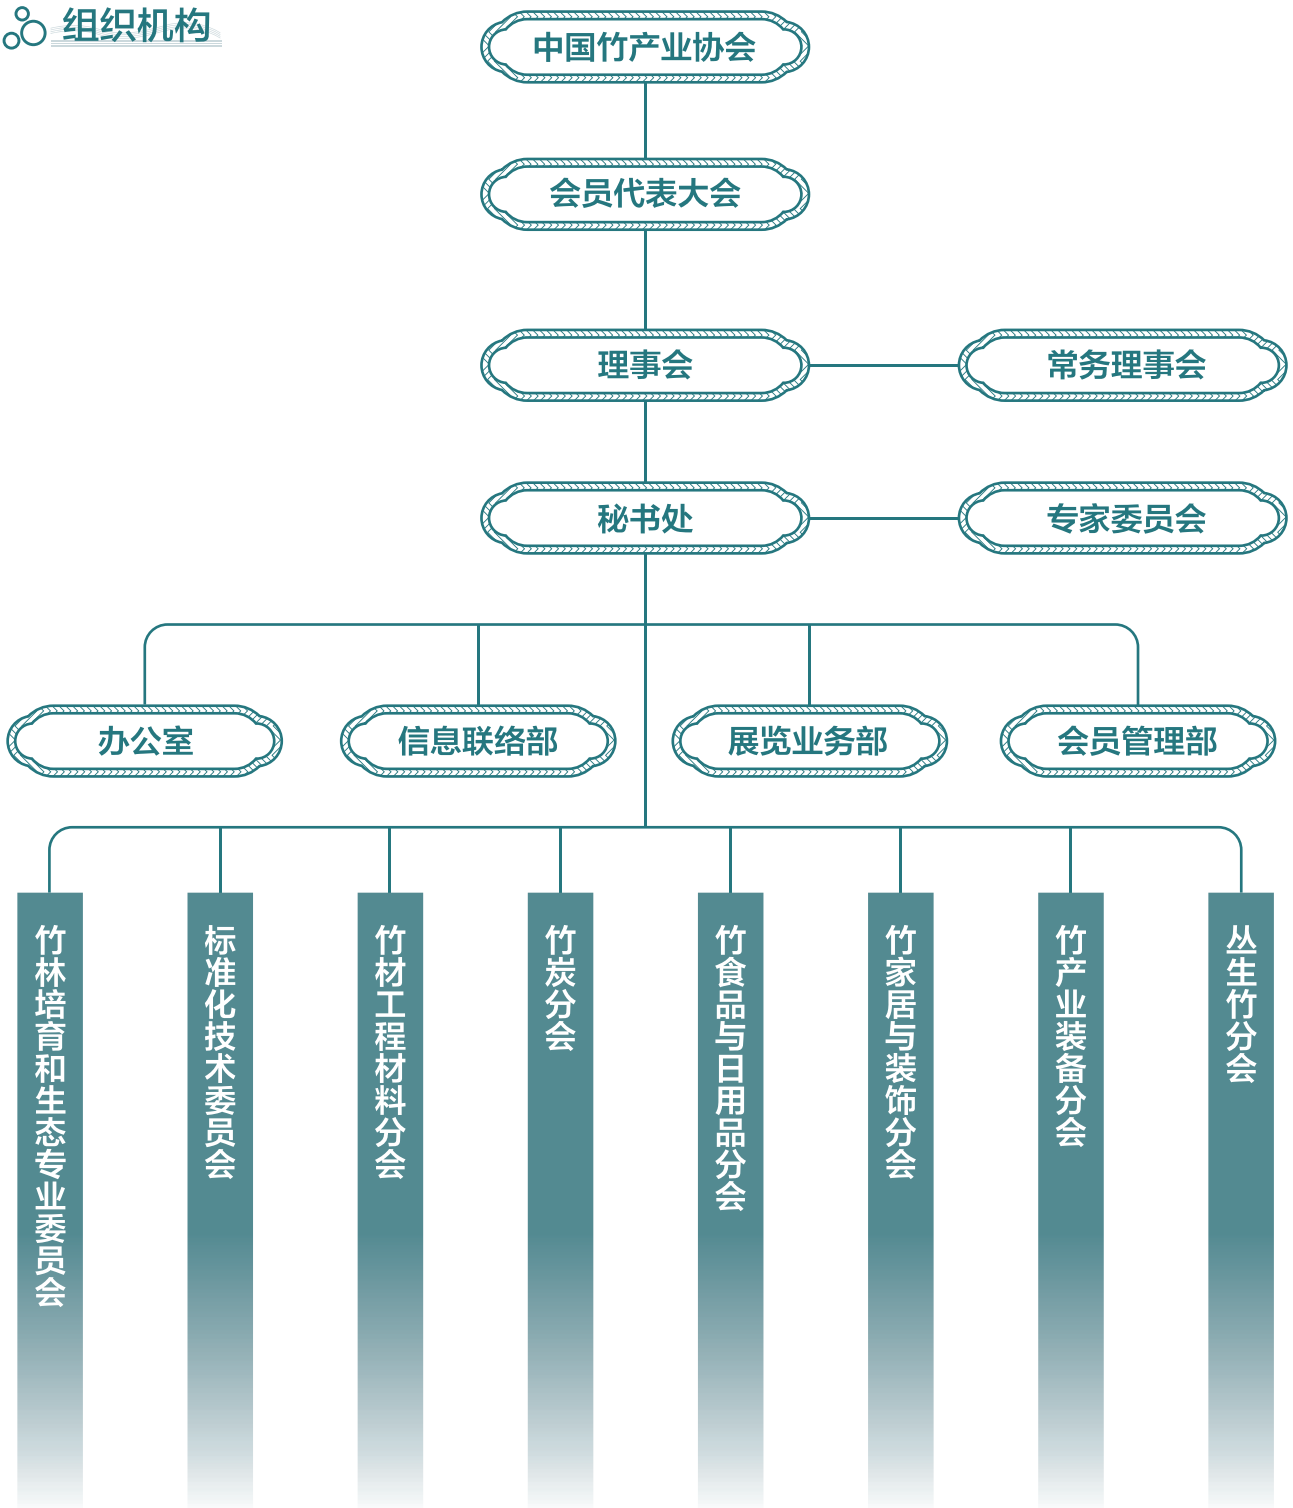 组织机构
中国竹产业协会
会员代表大会
理事会
常务理事会
秘书处
专家委员会
办公室
信息联络部
展览业务部
会员管理部
竹林培育和生态专业委员会
标准化技术委员会
竹材工程材料分会
竹炭分会
竹食品与日用品分会
竹家居与装饰分会
竹产业装备分会
丛生竹分会